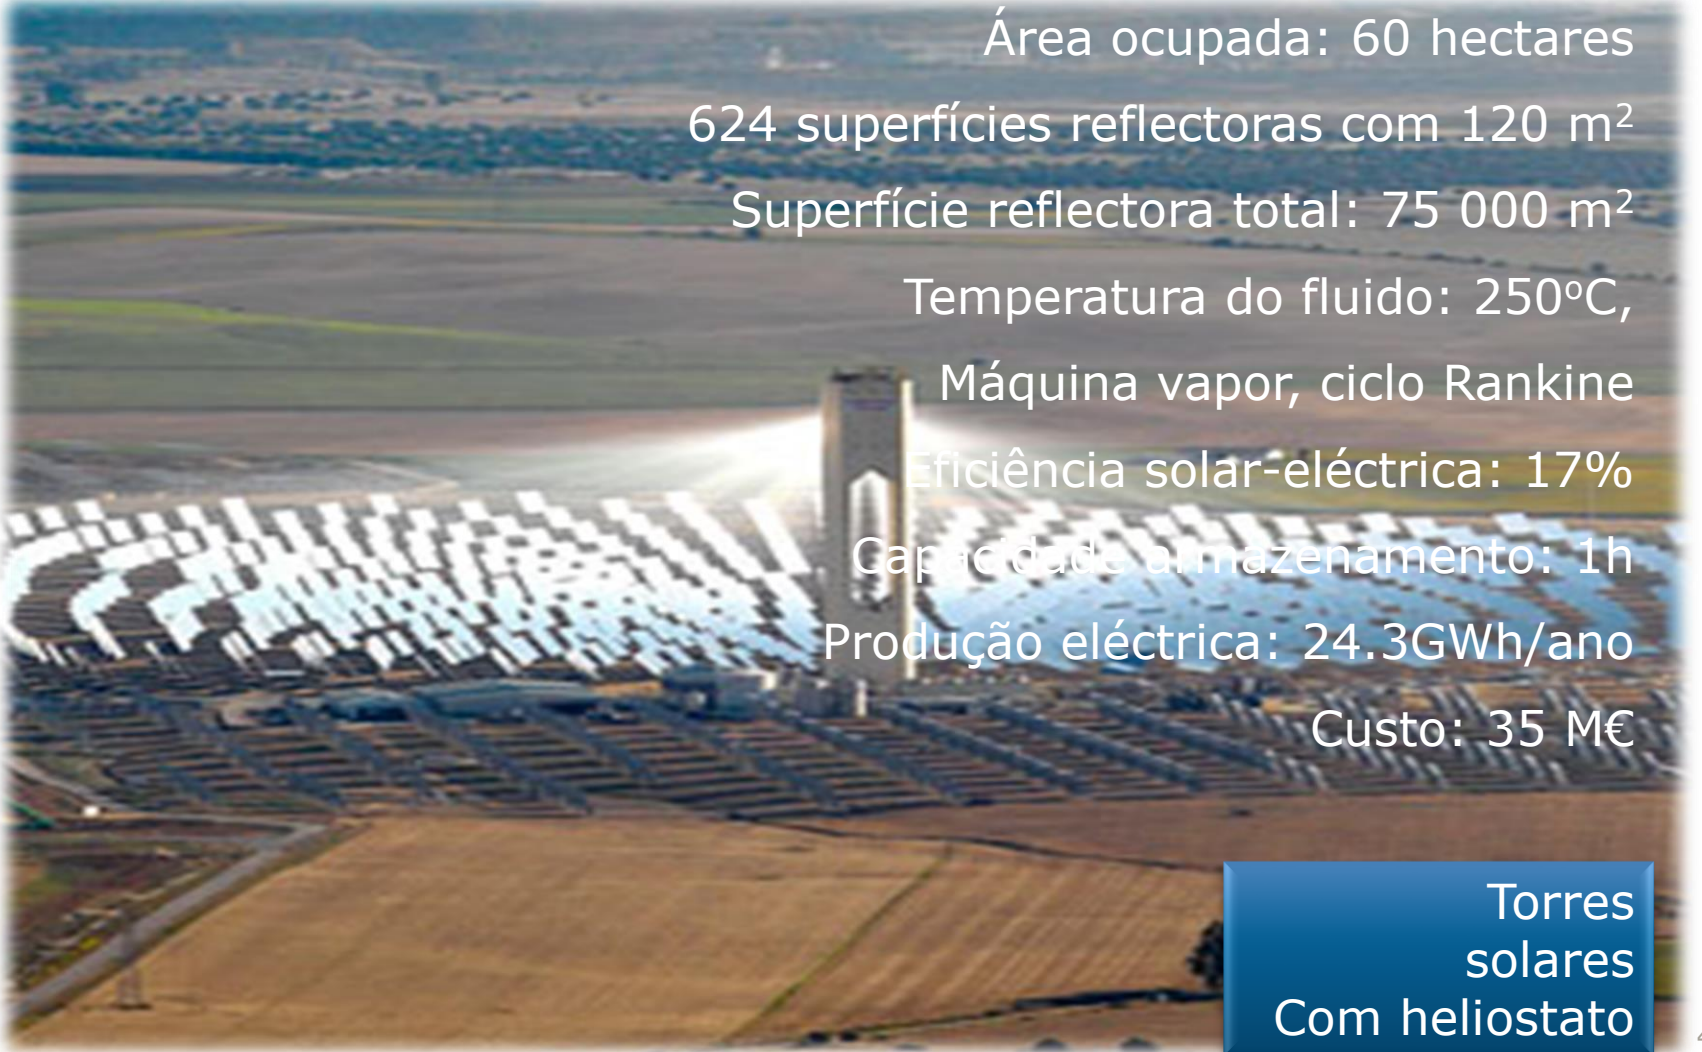 Área ocupada: 60 hectares
624 superfícies reflectoras com 120 m²
Superfície reflectora total: 75 000 m²
Temperatura do fluido: 250ºC,
Máquina vapor, ciclo Rankine
Eficiência solar-eléctrica: 17%
Capacidade armazenamento: 1h
Produção eléctrica: 24.3GWh/ano
Custo: 35 M€
Torres
solares
Com heliostato